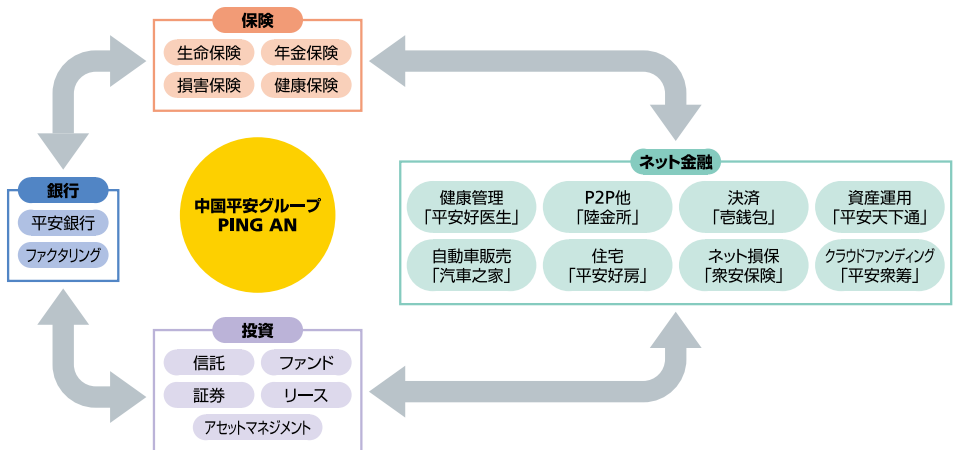 保険
生命保険
年金保険
損害保険
健康保険
銀行
平安銀行
ファクタリング
中国平安グループ
PING AN
ネット金融
健康管理
「平安好医生」
P2P他
「陸金所」
決済
「壱銭包」
資産運用
「平安天下通」
自動車販売
「汽車之家」
住宅
「平安好房」
ネット損保
「衆安保険」
クラウドファンディング
「平安衆筹」
投資
信託
ファンド
証券
リース
アセットマネジメント